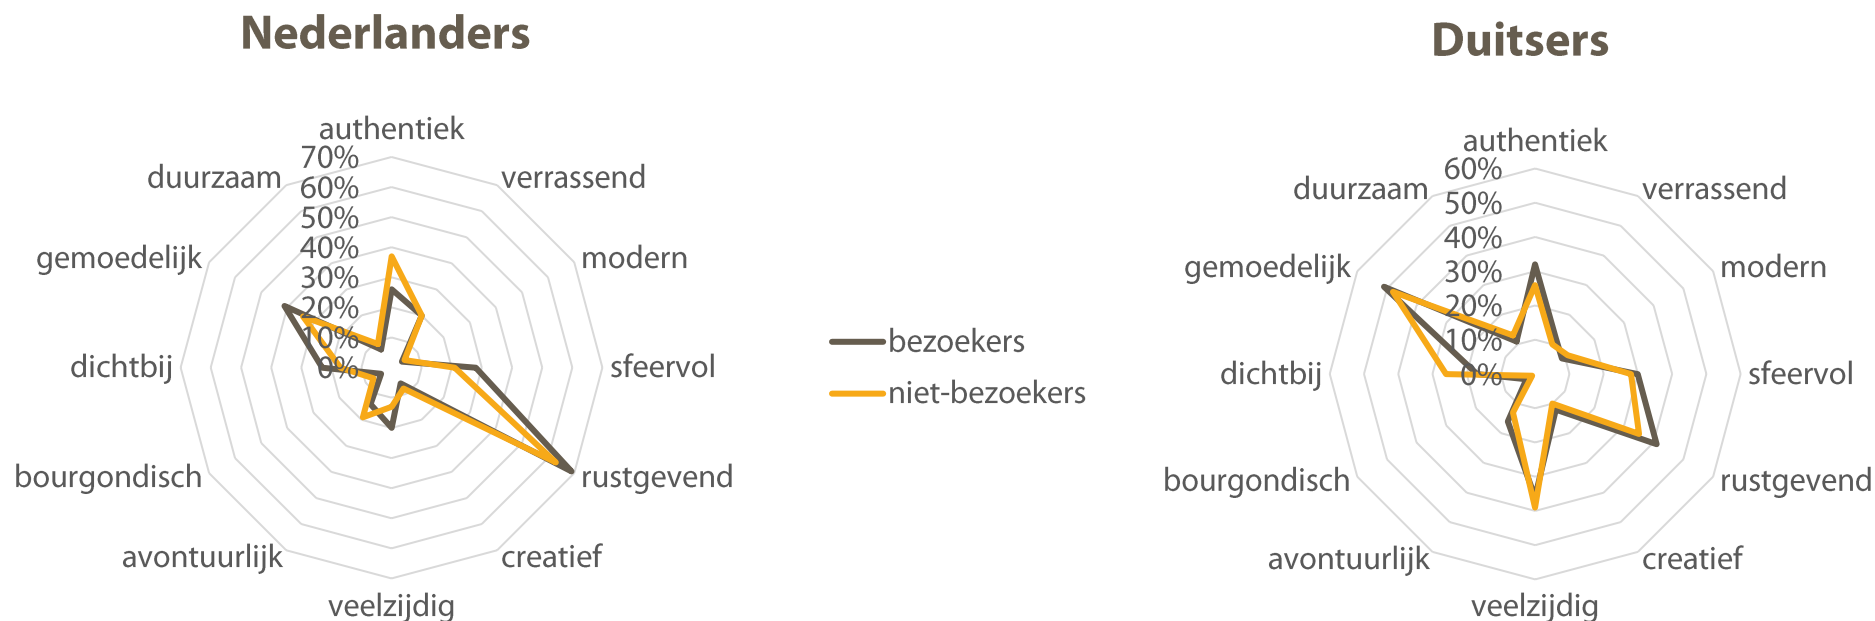 Nederlanders
authentiek
70%
60%
50%
40%
30%
20%
10%
0%
verrassend
modern
sfeervol
rustgevend
creatief
veelzijdig
avontuurlijk
bourgondisch
dichtbij
gemoedelijk
duurzaam
bezoekers
niet-bezoekers
Duitsers
authentiek
60%
50%
40%
30%
20%
10%
0%
verrassend
modern
sfeervol
rustgevend
creatief
veelzijdig
avontuurlijk
bourgondisch
dichtbij
gemoedelijk
duurzaam